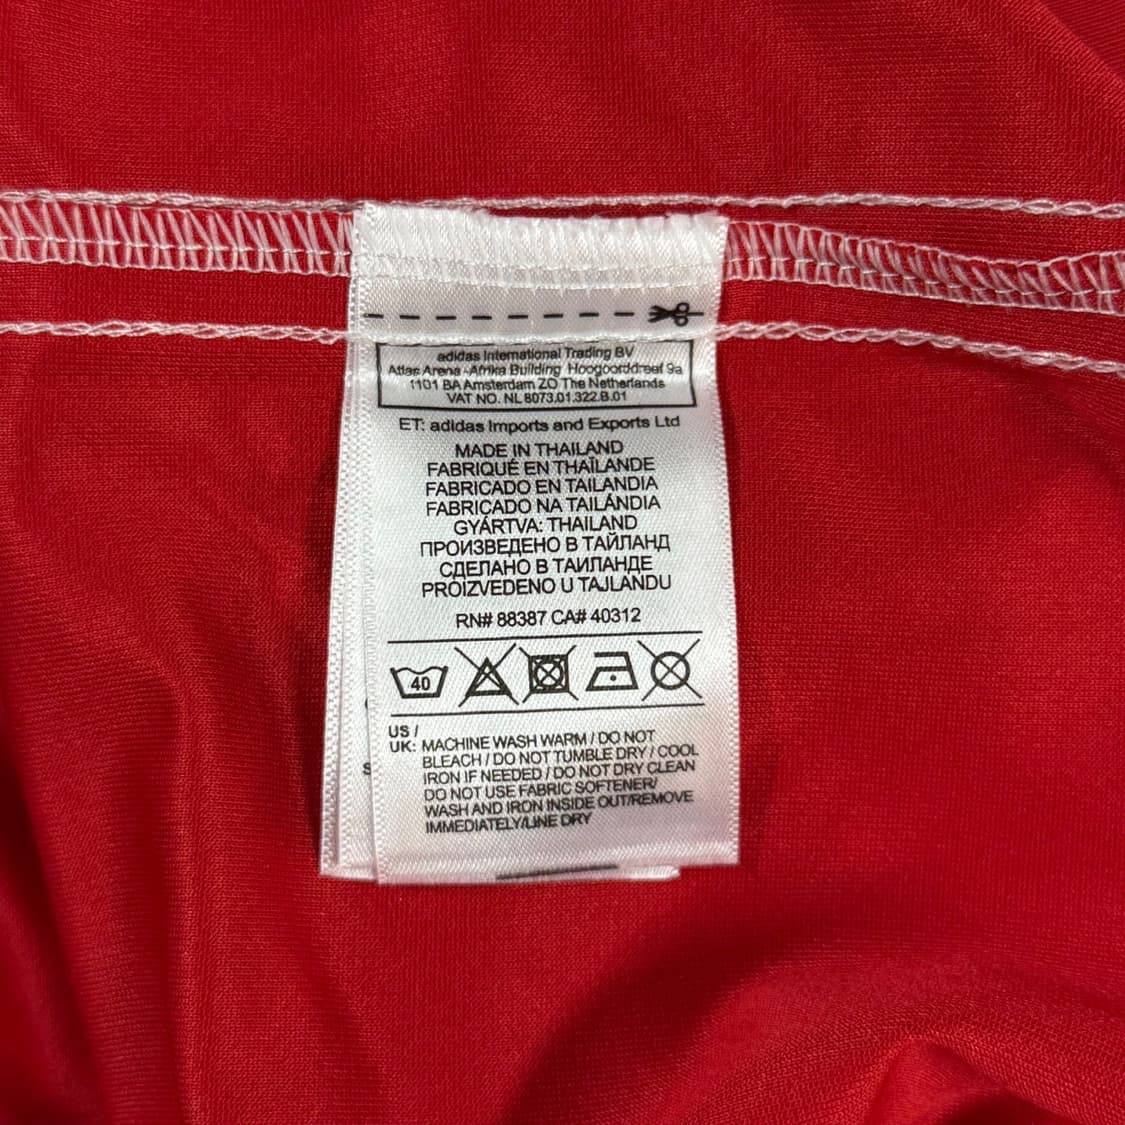 adidas International Trading BV
Atlas Arena -Afrika Building Hoogoorddreef 9a
1101 BA Amsterdam ZO The Netherlands
VAT NO. NL 8073.01.322.B.01
ET: adidas Imports and Exports Ltd
MADE IN THAILAND
FABRIQUÉ EN THAÏLANDE
FABRICADO EN TAILANDIA
FABRICADO NA TAILÁNDIA
GYÁRTVA: THAILAND
ПРОИЗВЕДЕНО В ТАЙЛАНД
СДЕЛАНО В ТАИЛАНДЕ
PROIZVEDENO U TAJLANDU
RN# 88387 CA# 40312
40
US /
UK: MACHINE WASH WARM / DO NOT
BLEACH / DO NOT TUMBLE DRY / COOL
IRON IF NEEDED / DO NOT DRY CLEAN
DO NOT USE FABRIC SOFTENER/
WASH AND IRON INSIDE OUT/REMOVE
IMMEDIATELY/LINE DRY